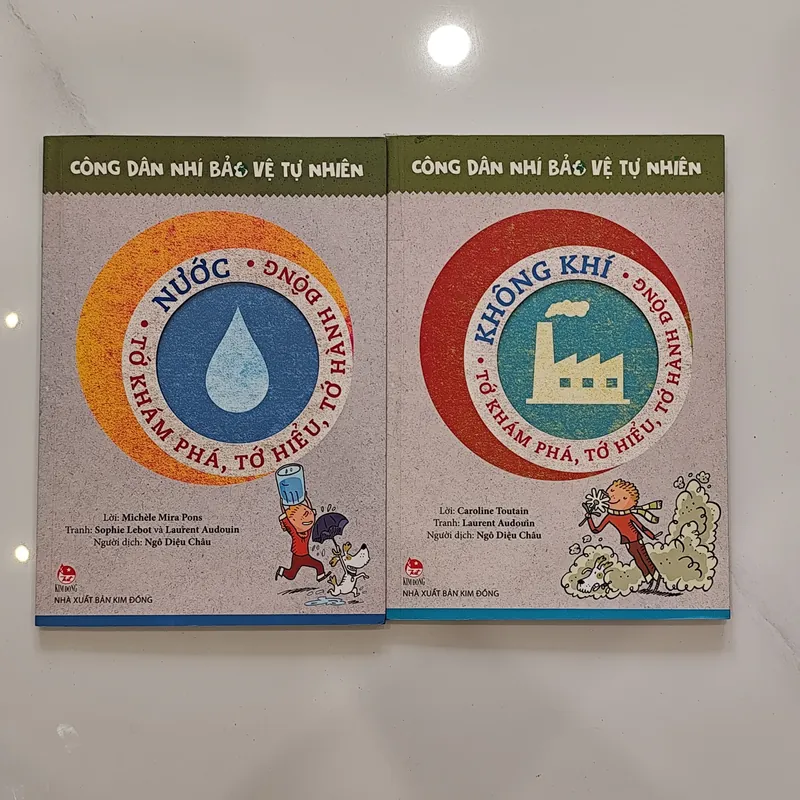 CÔNG DÂN NHÍ BẢO VỆ TỰ NHIÊN
NƯỚC
• TỚ KHÁM PHÁ, TỚ HIỂU, TỚ HÀNH ĐỘNG •
Lời: Michèle Mira Pons
Tranh: Sophie Lebot và Laurent Audouin
Người dịch: Ngô Diệu Châu
KIM ĐỒNG
NHÀ XUẤT BẢN KIM ĐỒNG
CÔNG DÂN NHÍ BẢO VỆ TỰ NHIÊN
KHÔNG KHÍ
• TỚ KHÁM PHÁ, TỚ HIỂU, TỚ HÀNH ĐỘNG •
Lời: Caroline Toutain
Tranh: Laurent Audouin
Người dịch: Ngô Diệu Châu
KIM ĐỒNG
NHÀ XUẤT BẢN KIM ĐỒNG